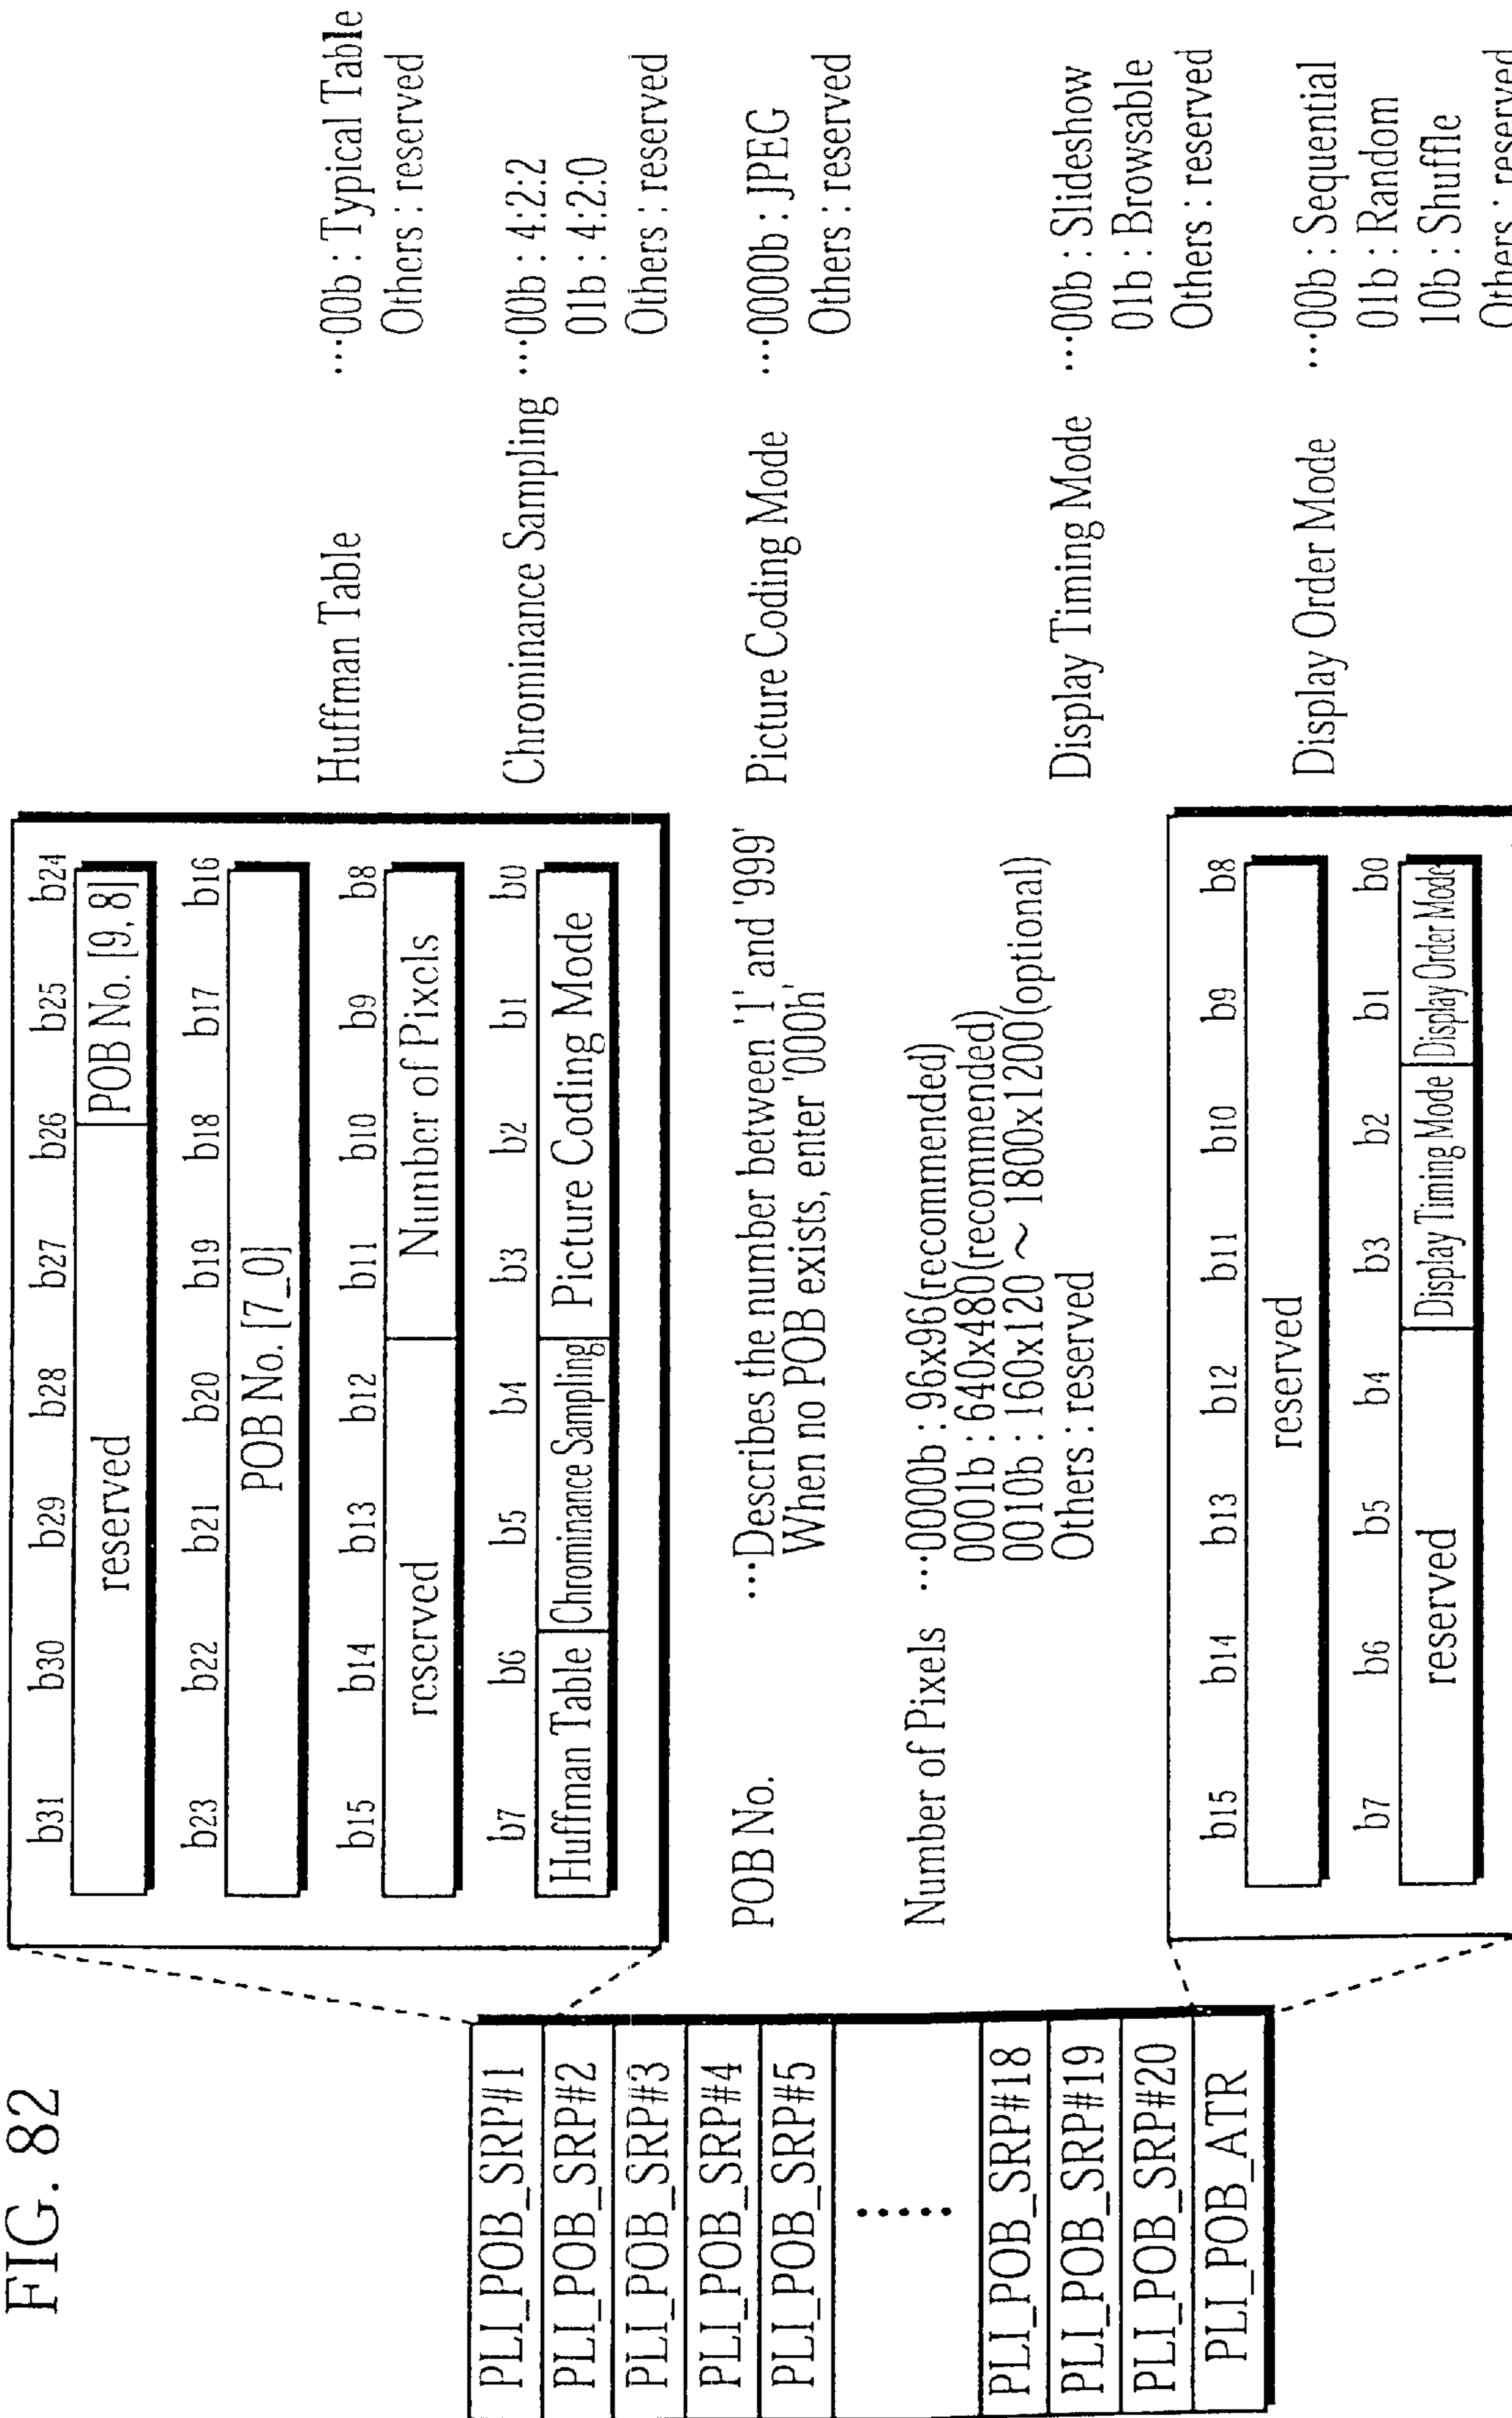 FIG. 82
PLI_POB_SRP#1
PLI_POB_SRP#2
PLI_POB_SRP#3
PLI_POB_SRP#4
PLI_POB_SRP#5
.....
PLI_POB_SRP#18
PLI_POB_SRP#19
PLI_POB_SRP#20
PLI_POB_ATR
b31 b30 b29 b28 b27 b26 b25 b24
reserved POB No. [9, 8]
b23 b22 b21 b20 b19 b18 b17 b16
POB No. [7_0]
b15 b14 b13 b12 b11 b10 b9 b8
reserved Number of Pixels
b7 b6 b5 b4 b3 b2 b1 b0
Huffman Table Chrominance Sampling Picture Coding Mode
POB No. ···Describes the number between '1' and '999'
When no POB exists, enter '000h'
Number of Pixels ···0000b : 96x96(recommended)
0001b : 640x480(recommended)
0010b : 160x120 ~ 1800x1200(optional)
Others : reserved
b15 b14 b13 b12 b11 b10 b9 b8
reserved
b7 b6 b5 b4 b3 b2 b1 b0
reserved Display Timing Mode Display Order Mode
Huffman Table ···00b : Typical Table
Others : reserved
Chrominance Sampling ···00b : 4:2:2
01b : 4:2:0
Others : reserved
Picture Coding Mode ···0000b : JPEG
Others : reserved
Display Timing Mode ···00b : Slideshow
01b : Browsable
Others : reserved
Display Order Mode ···00b : Sequential
01b : Random
10b : Shuffle
Others : reserved